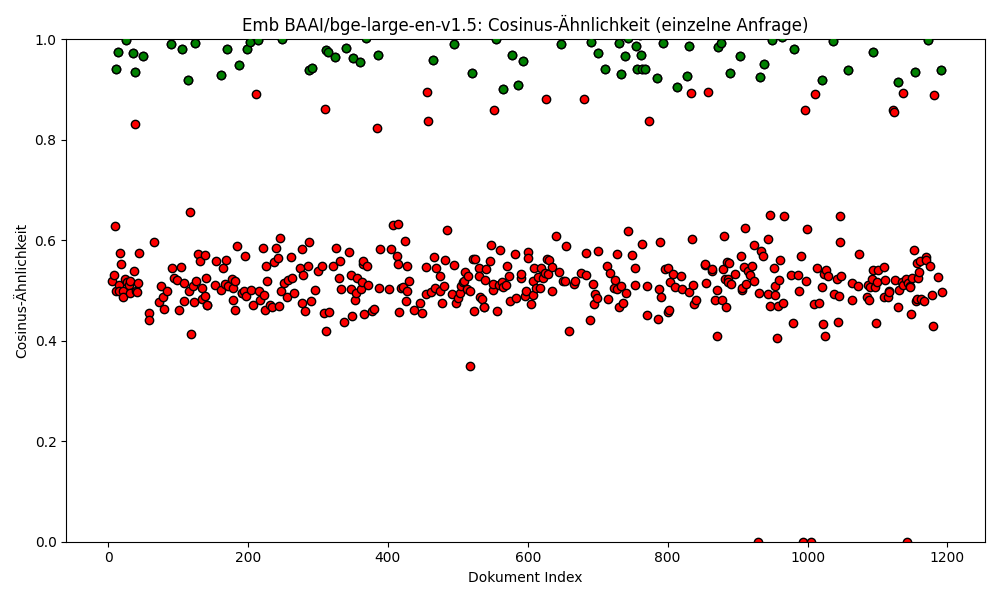 Emb BAAI/bge-large-en-v1.5: Cosinus-Ähnlichkeit (einzelne Anfrage)
1.0
0.8
0.6
0.4
0.2
0.0
Cosinus-Ähnlichkeit
0 200 400 600 800 1000 1200
Dokument Index